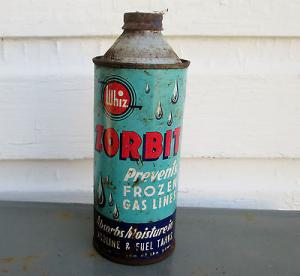 Whiz
ZORBIT
Prevents
FROZEN
GAS LINES
Absorbs Moisture in
GASOLINE & FUEL TANKS